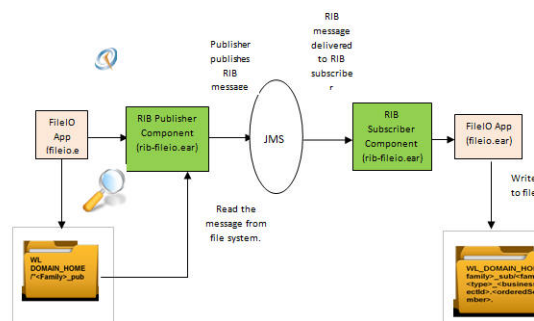 Publisher
publishes
RIB
message
RIB
message
delivered
to RIB
subscribe
r
FileIO
App
(fileio.e
RIB Publisher
Component
(rib-fileio.ear)
JMS
RIB
Subscriber
Component
(rib-fileio.ear)
FileIO App
(fileio.ear)
Read the
message from
file system.
Write
to file
WL
DOMAIN_HOME
/"<Family>_pub
WL_DOMAIN_HO
family>_sub/<fam
<type>_<busines
ectId>.<orderedSe
mber>.